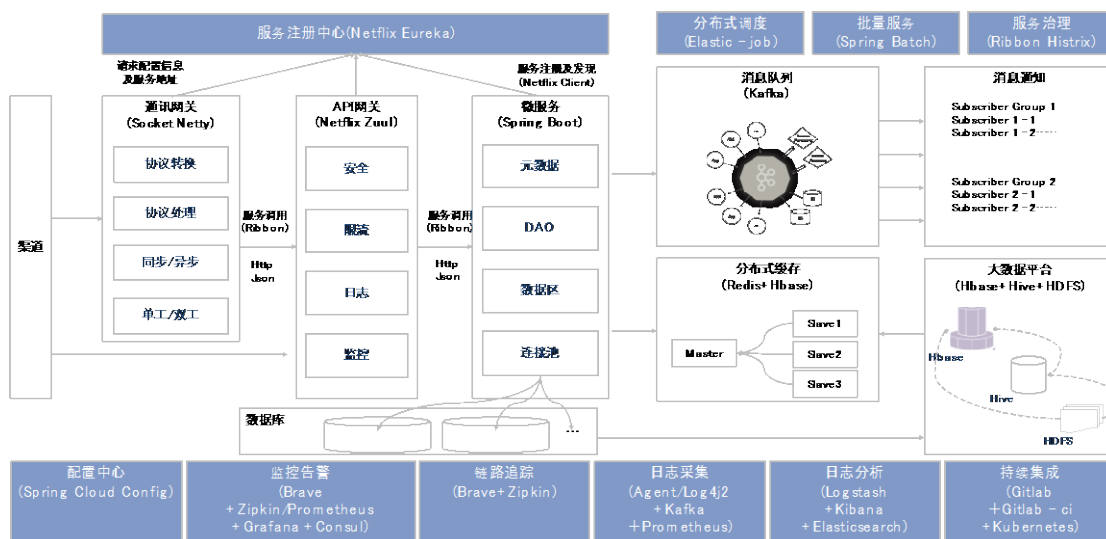 服务注册中心(Netflix Eureka)
分布式调度
(Elastic－job)
批量服务
(Spring Batch)
服务治理
(Ribbon Histrix)
请求配置信息
及服务地址
服务注册及发现
(Netflix Client)
渠道
通讯网关
(Socket Netty)
协议转换
协议处理
同步/异步
单工/双工
服务调用
(Ribbon)
Http
Json
API网关
(Netflix Zuul)
安全
限流
日志
监控
服务调用
(Ribbon)
Http
Json
微服务
(Spring Boot)
元数据
DAO
数据区
连接池
消息队列
(Kafka)
消息通知
Subscriber Group 1
Subscriber 1-1
Subscriber 1-2……
Subscriber Group 2
Subscriber 2-1
Subscriber 2-2……
分布式缓存
(Redis+Hbase)
Master
Slave1
Slave2
Slave3
大数据平台
(Hbase+Hive+HDFS)
Hbase
Hive
HDFS
数据库
…
配置中心
(Spring Cloud Config)
监控告警
(Brave
+Zipkin/Prometheus
+Grafana+Consul)
链路追踪
(Brave+Zipkin)
日志采集
(Agent/Log4j2
+Kafka
＋Prometheus)
日志分析
(Logstash
+Kibana
+Elasticsearch)
持续集成
(Gitlab
＋Gitlab－ci
+Kubernetes)